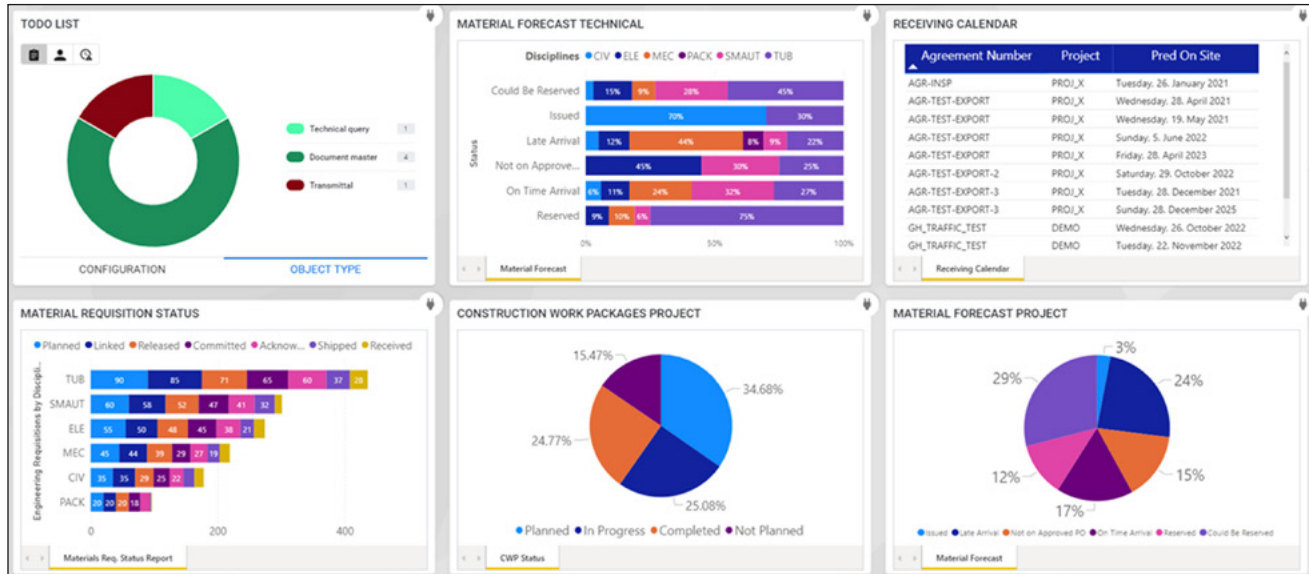 TODO LIST
Technical query 1
Document master 4
Transmittal 1
CONFIGURATION OBJECT TYPE
MATERIAL FORECAST TECHNICAL
Disciplines CIV ELE MEC PACK SMAUT TUB
Status
Could Be Reserved 15% 9% 28% 45%
Issued 70% 30%
Late Arrival 12% 44% 8% 9% 22%
Not on Approve... 45% 30% 25%
On Time Arrival 6% 11% 24% 32% 27%
Reserved 9% 10% 6% 75%
0% 50% 100%
Material Forecast
RECEIVING CALENDAR
Agreement Number Project Pred On Site
AGR-INSP PROJ_X Tuesday. 26. January 2021
AGR-TEST-EXPORT PROJ_X Wednesday. 28. April 2021
AGR-TEST-EXPORT PROJ_X Wednesday. 19. May 2021
AGR-TEST-EXPORT PROJ_X Sunday. 5. June 2022
AGR-TEST-EXPORT PROJ_X Friday. 28. April 2023
AGR-TEST-EXPORT-2 PROJ_X Saturday. 29. October 2022
AGR-TEST-EXPORT-3 PROJ_X Tuesday. 28. December 2021
AGR-TEST-EXPORT-3 PROJ_X Sunday. 28. December 2025
GH_TRAFFIC_TEST DEMO Wednesday. 26. October 2022
GH_TRAFFIC_TEST DEMO Tuesday. 22. November 2022
Receiving Calendar
MATERIAL REQUISITION STATUS
Planned Linked Released Committed Acknow... Shipped Received
Engineering Requisitions by Discipli...
TUB 90 85 71 65 60 37 28
SMAUT 60 58 52 47 41 32
ELE 55 50 48 45 38 21
MEC 45 44 39 29 27 19
CIV 35 35 29 25 22
PACK 20 20 20 18
0 200 400
Materials Req. Status Report
CONSTRUCTION WORK PACKAGES PROJECT
15.47%
34.68%
24.77%
25.08%
Planned In Progress Completed Not Planned
CWP Status
MATERIAL FORECAST PROJECT
3%
29% 24%
12% 15%
17%
Issued Late Arrival Not on Approved PO On Time Arrival Reserved Could Be Reserved
Material Forecast